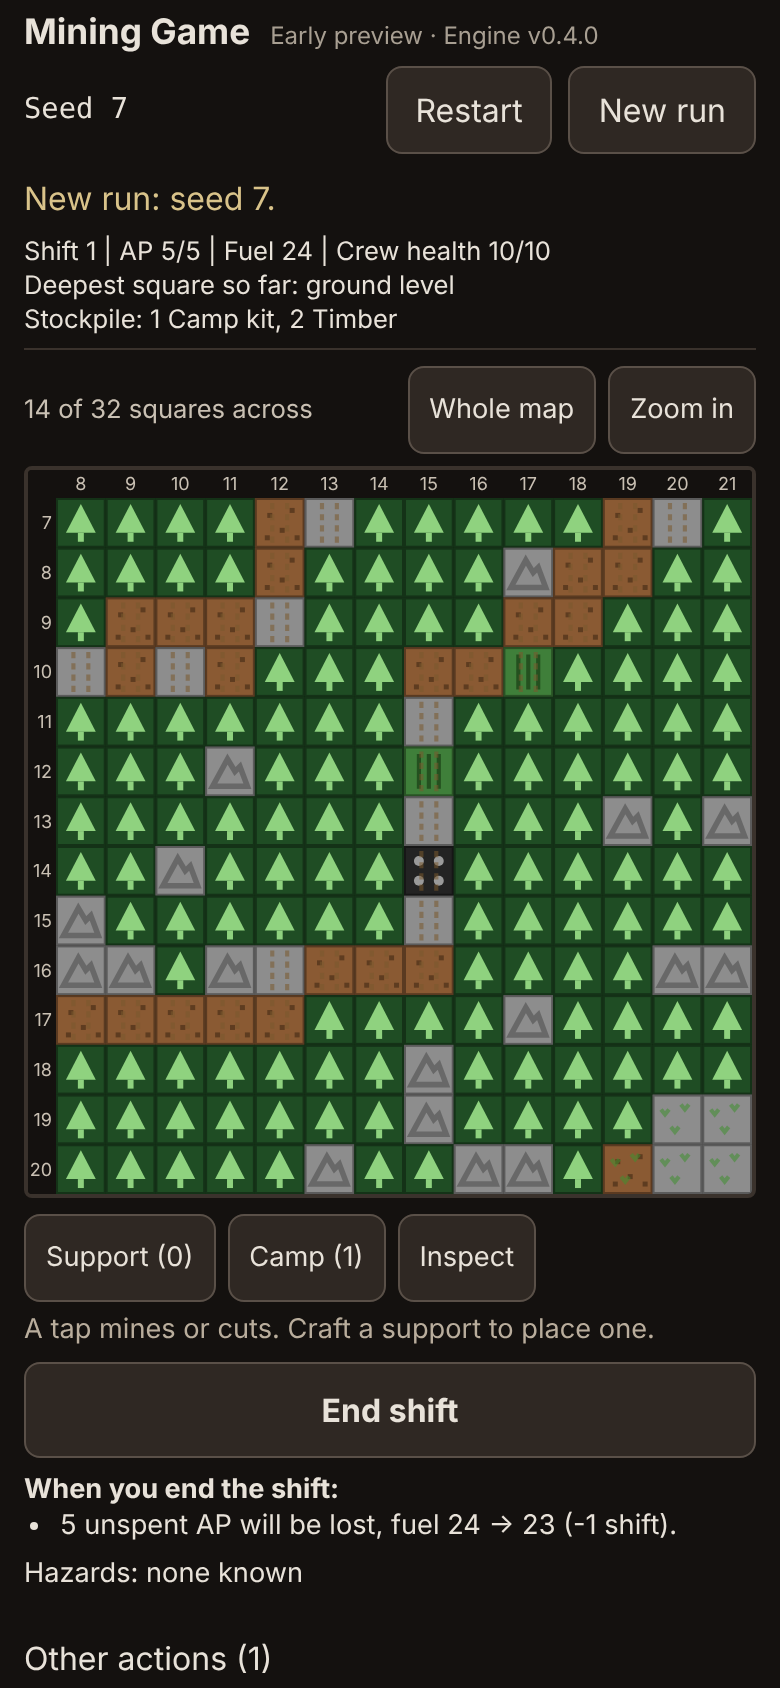 Mining Game Early preview · Engine v0.4.0
Seed 7 Restart New run
New run: seed 7.
Shift 1 | AP 5/5 | Fuel 24 | Crew health 10/10
Deepest square so far: ground level
Stockpile: 1 Camp kit, 2 Timber
14 of 32 squares across Whole map Zoom in
8 9 10 11 12 13 14 15 16 17 18 19 20 21
7
8
9
10
11
12
13
14
15
16
17
18
19
20
Support (0) Camp (1) Inspect
A tap mines or cuts. Craft a support to place one.
End shift
When you end the shift:
• 5 unspent AP will be lost, fuel 24 → 23 (-1 shift).
Hazards: none known
Other actions (1)